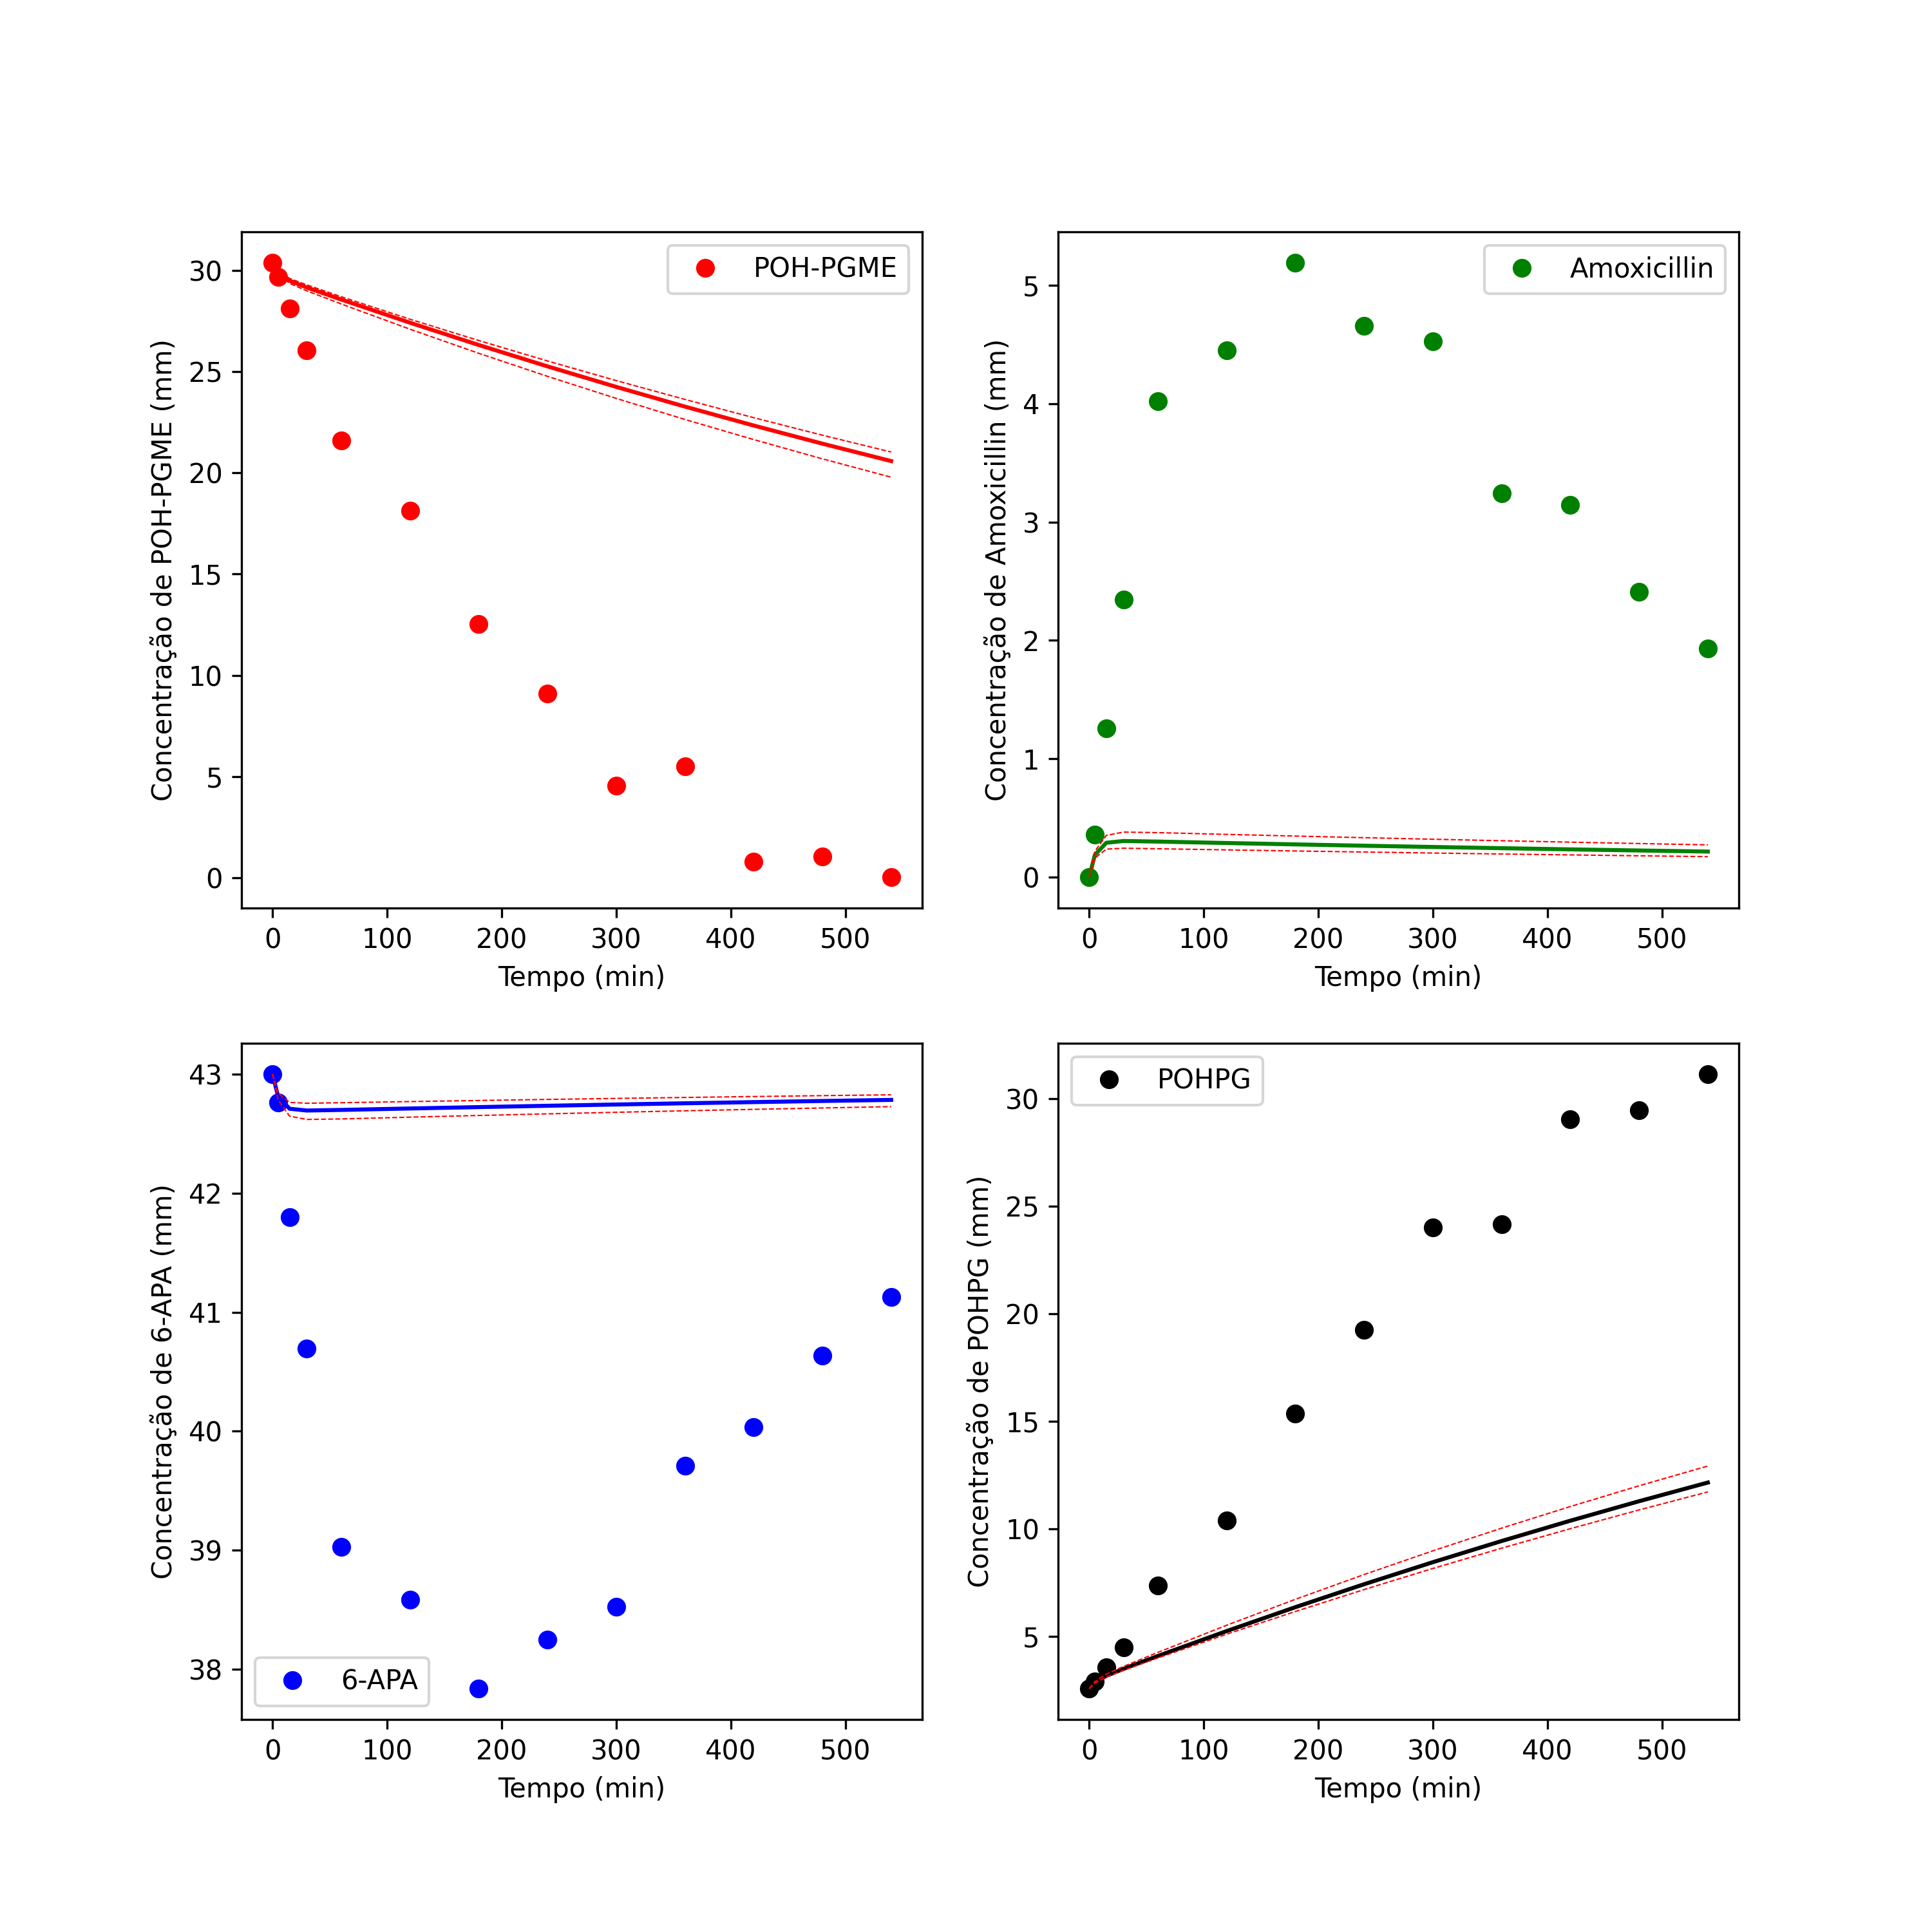 Concentração de POH-PGME (mm)
30
25
20
15
10
5
0
POH-PGME
0 100 200 300 400 500
Tempo (min)
Concentração de Amoxicillin (mm)
5
4
3
2
1
0
Amoxicillin
0 100 200 300 400 500
Tempo (min)
Concentração de 6-APA (mm)
43
42
41
40
39
38
6-APA
0 100 200 300 400 500
Tempo (min)
Concentração de POHPG (mm)
30
25
20
15
10
5
POHPG
0 100 200 300 400 500
Tempo (min)